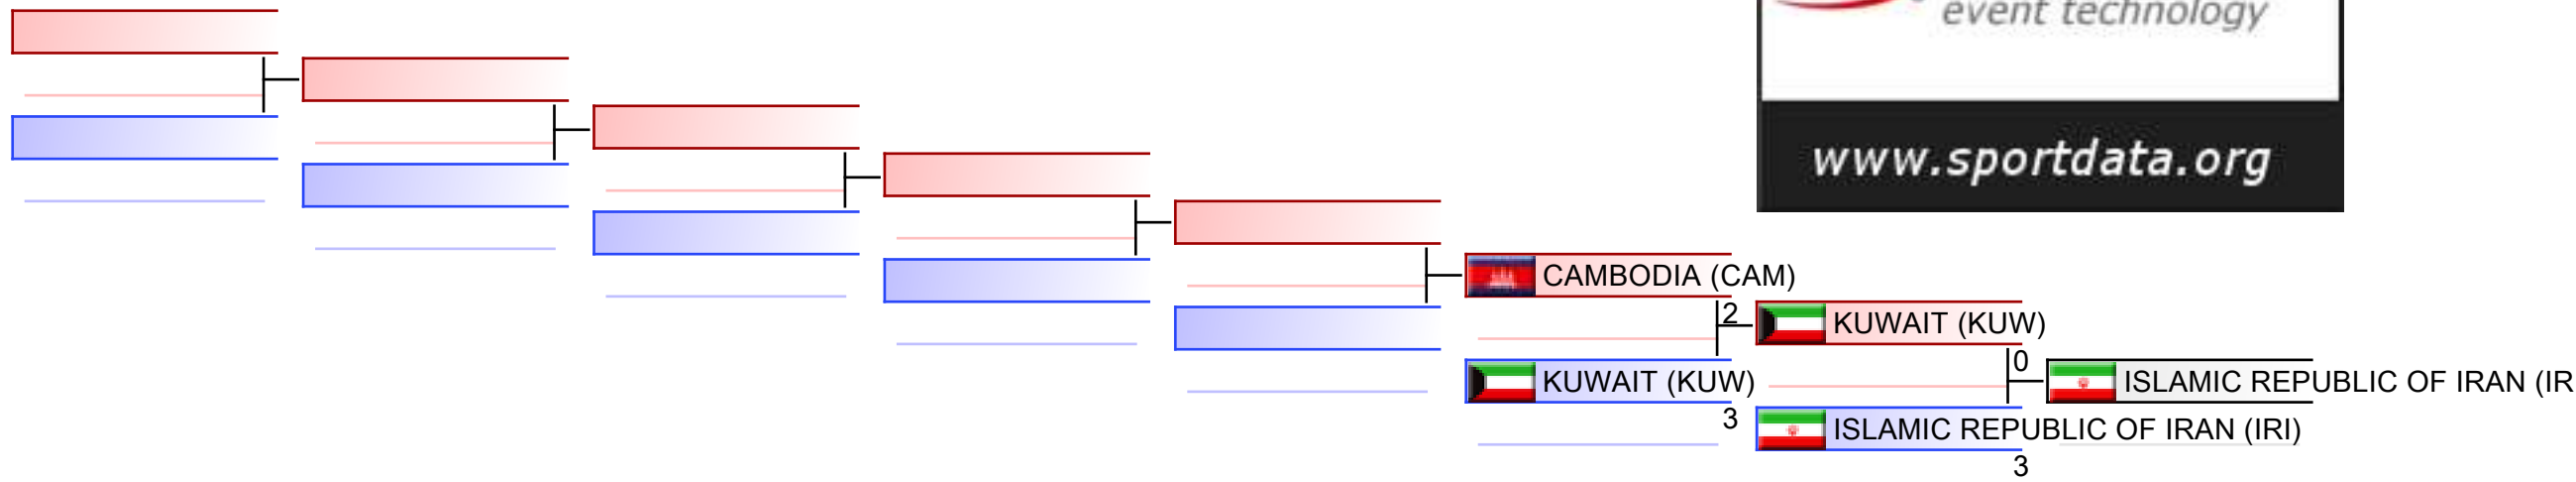 event technology
www.sportdata.org
CAMBODIA (CAM)
2
KUWAIT (KUW)
0
KUWAIT (KUW)
ISLAMIC REPUBLIC OF IRAN (IR
3
ISLAMIC REPUBLIC OF IRAN (IRI)
3